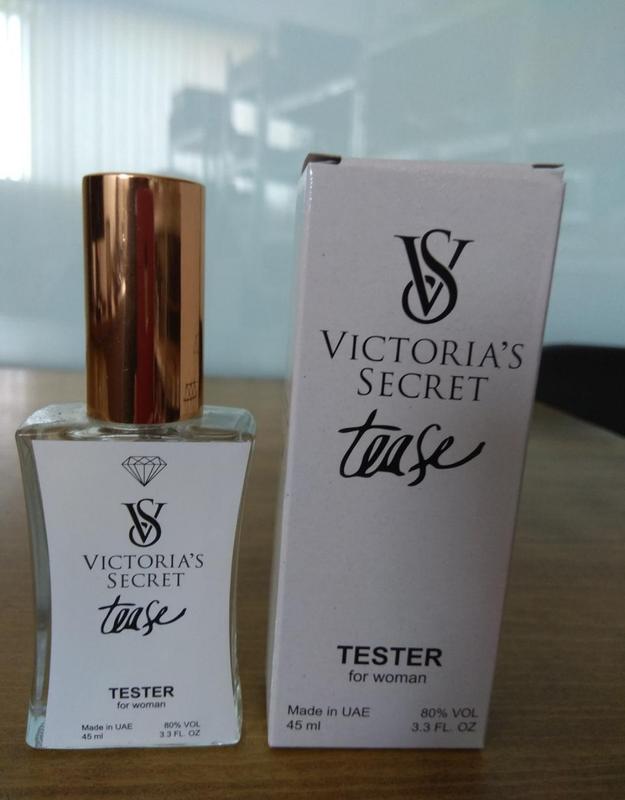 VS
VICTORIA'S
SECRET
tease
TESTER
for woman
Made in UAE 80% VOL
45 ml 3.3 FL. OZ
VS
VICTORIA'S
SECRET
tease
TESTER
for woman
Made in UAE 80% VOL
45 ml 3.3 FL. OZ